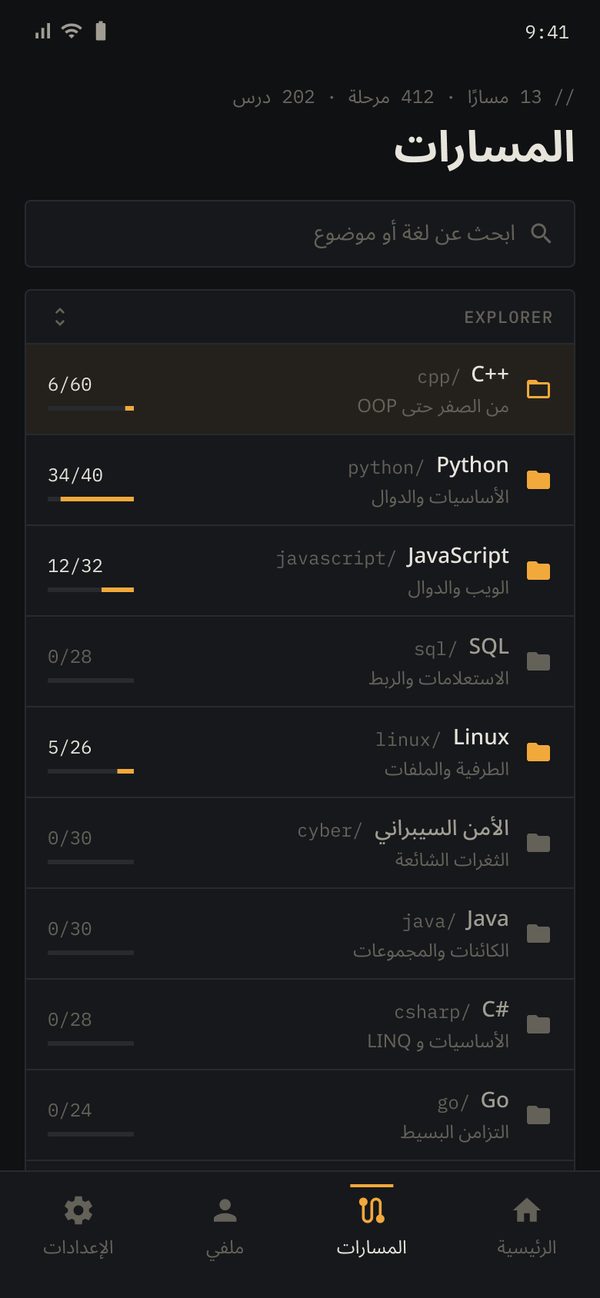 9:41
// 13 مسارًا · 412 مرحلة · 202 درس
المسارات
ابحث عن لغة أو موضوع
EXPLORER
C++ cpp/
من الصفر حتى OOP
6/60
Python python/
الأساسيات والدوال
34/40
JavaScript javascript/
الويب والدوال
12/32
SQL sql/
الاستعلامات والربط
0/28
Linux linux/
الطرفية والملفات
5/26
الأمن السيبراني cyber/
الثغرات الشائعة
0/30
Java java/
الكائنات والمجموعات
0/30
C# csharp/
الأساسيات و LINQ
0/28
Go go/
التزامن البسيط
0/24
الرئيسية
المسارات
ملفي
الإعدادات